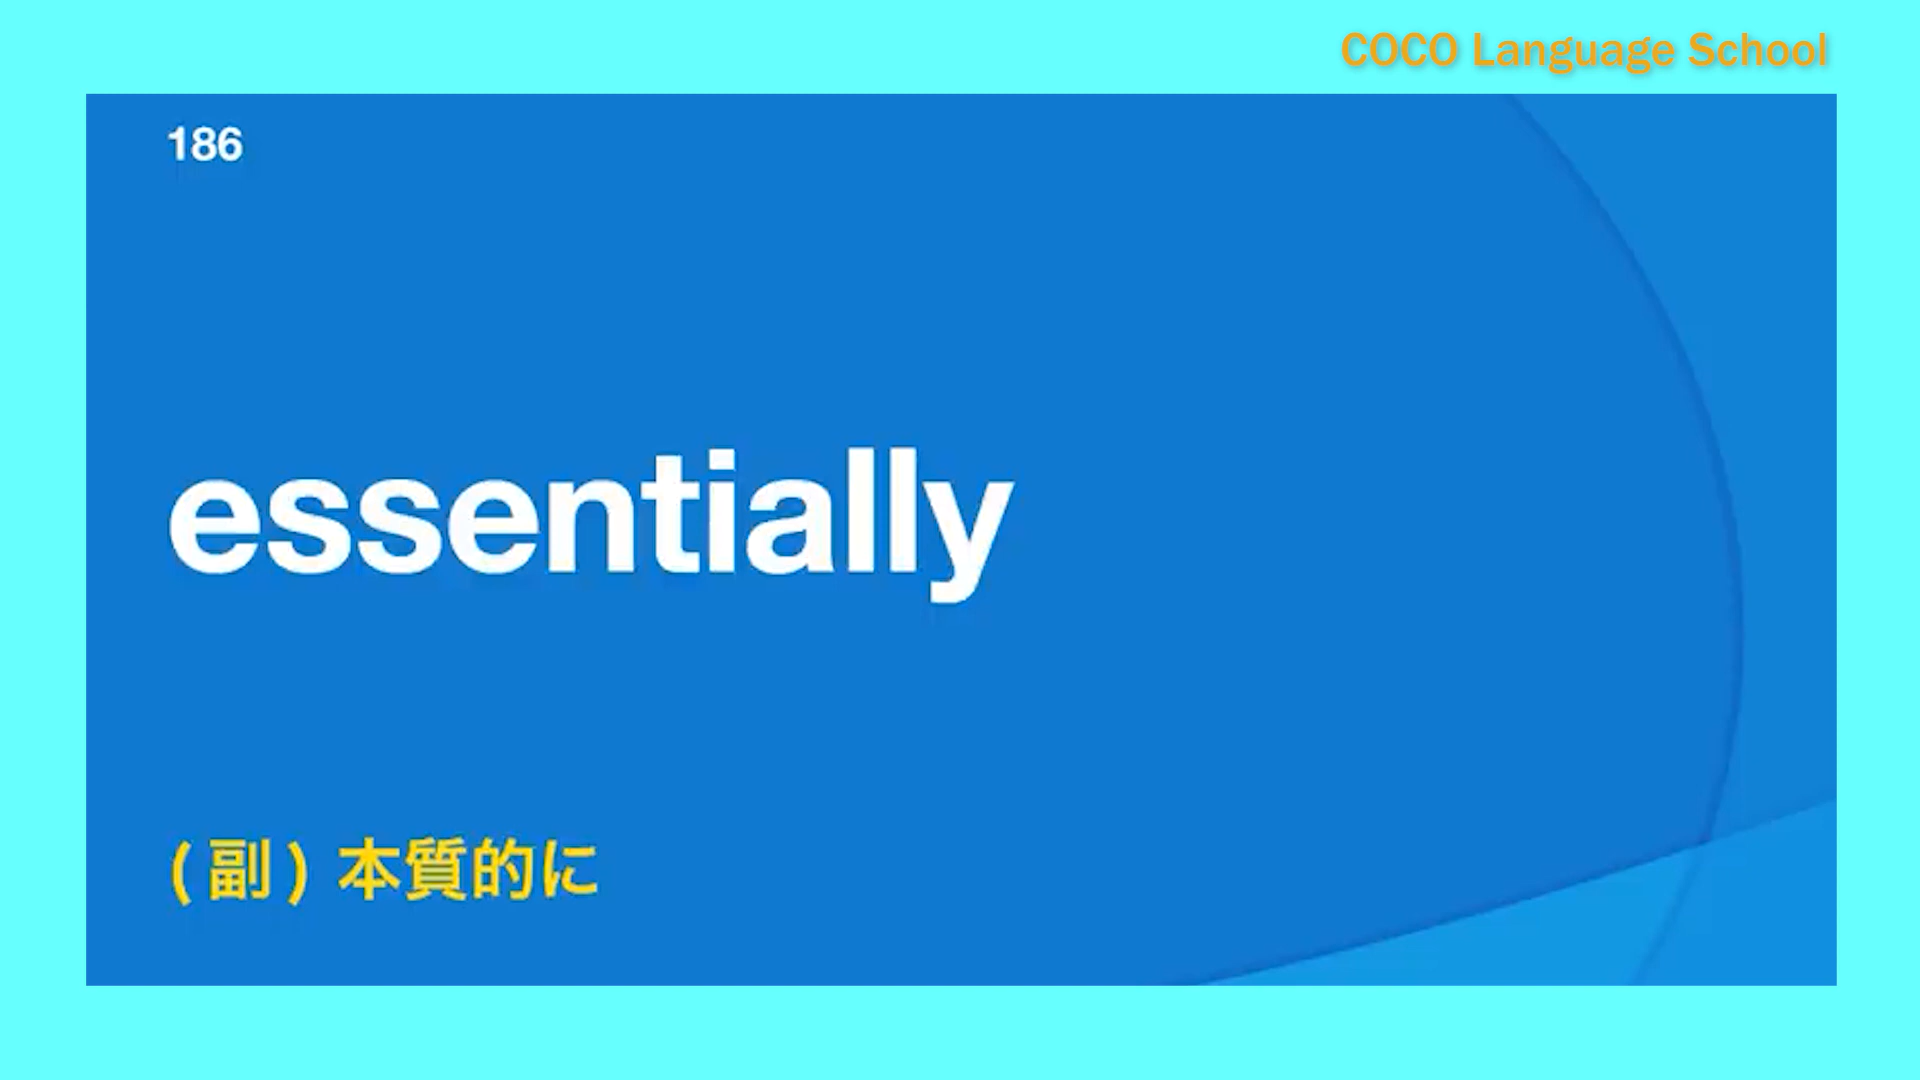 COCO Language School
186
essentially
(副) 本質的に